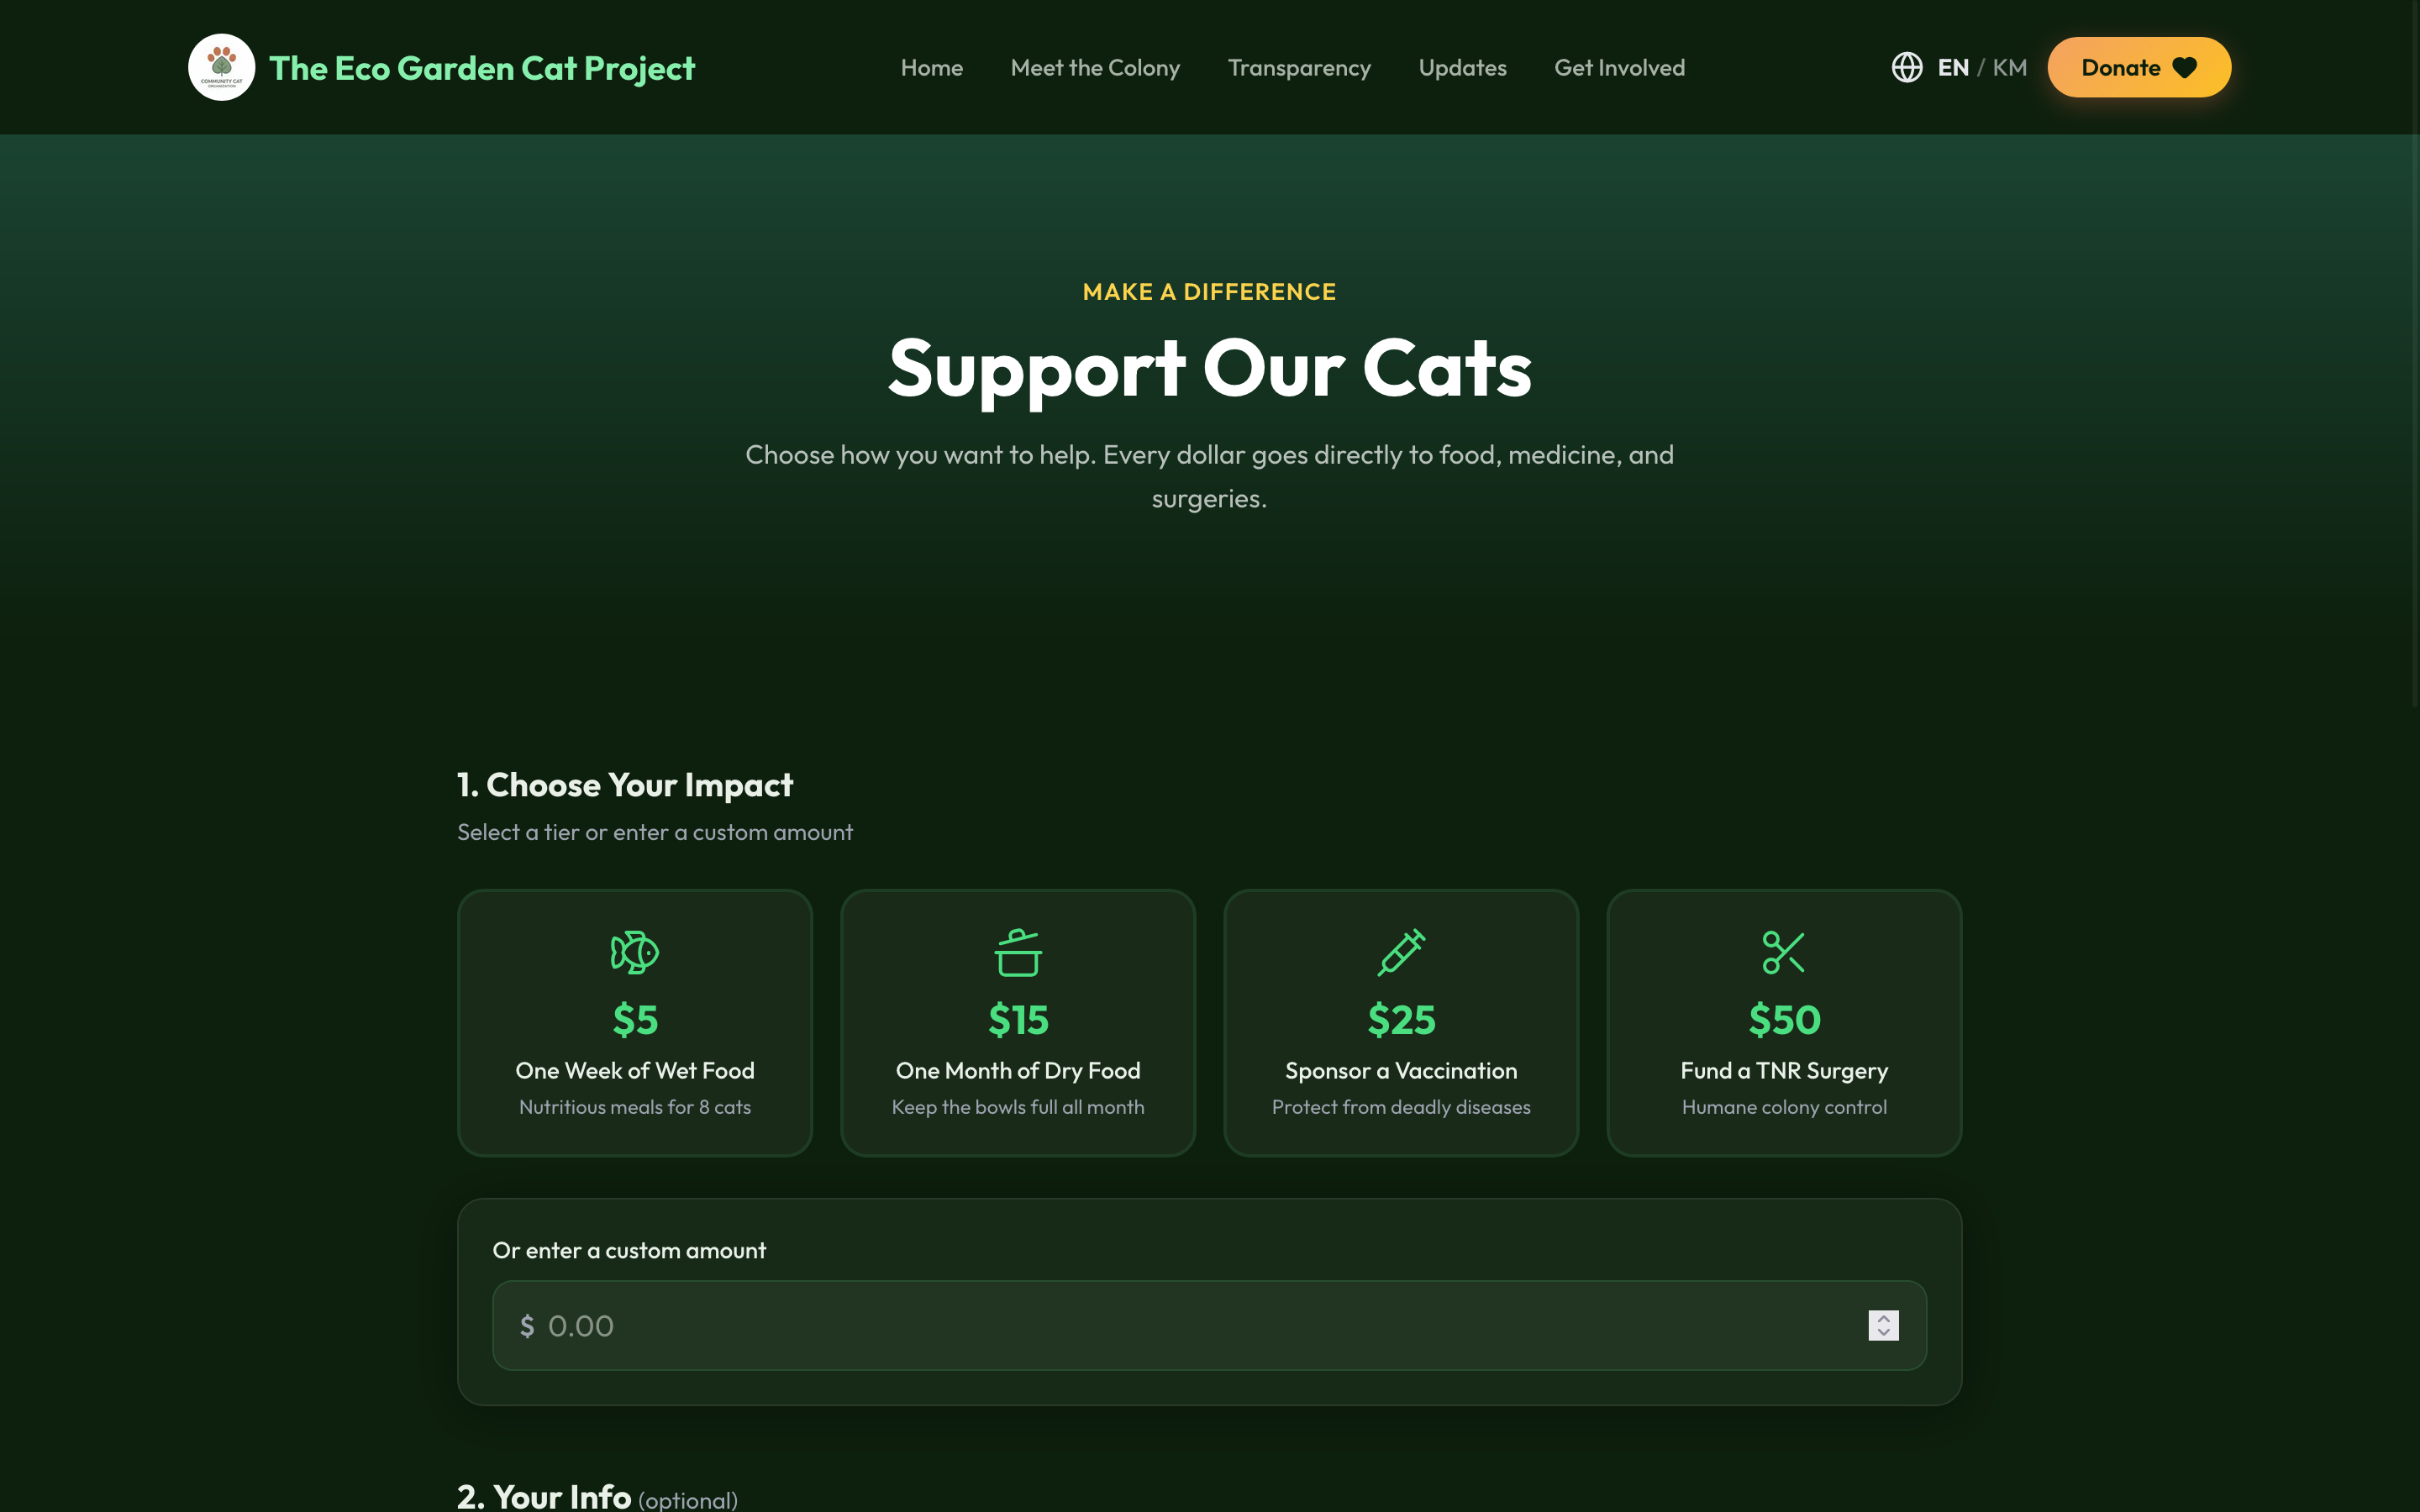 COMMUNITY CAT
ORGANIZATION
The Eco Garden Cat Project
Home
Meet the Colony
Transparency
Updates
Get Involved
EN / KM
Donate
MAKE A DIFFERENCE
Support Our Cats
Choose how you want to help. Every dollar goes directly to food, medicine, and
surgeries.
1. Choose Your Impact
Select a tier or enter a custom amount
$5
One Week of Wet Food
Nutritious meals for 8 cats
$15
One Month of Dry Food
Keep the bowls full all month
$25
Sponsor a Vaccination
Protect from deadly diseases
$50
Fund a TNR Surgery
Humane colony control
Or enter a custom amount
$ 0.00
2. Your Info (optional)